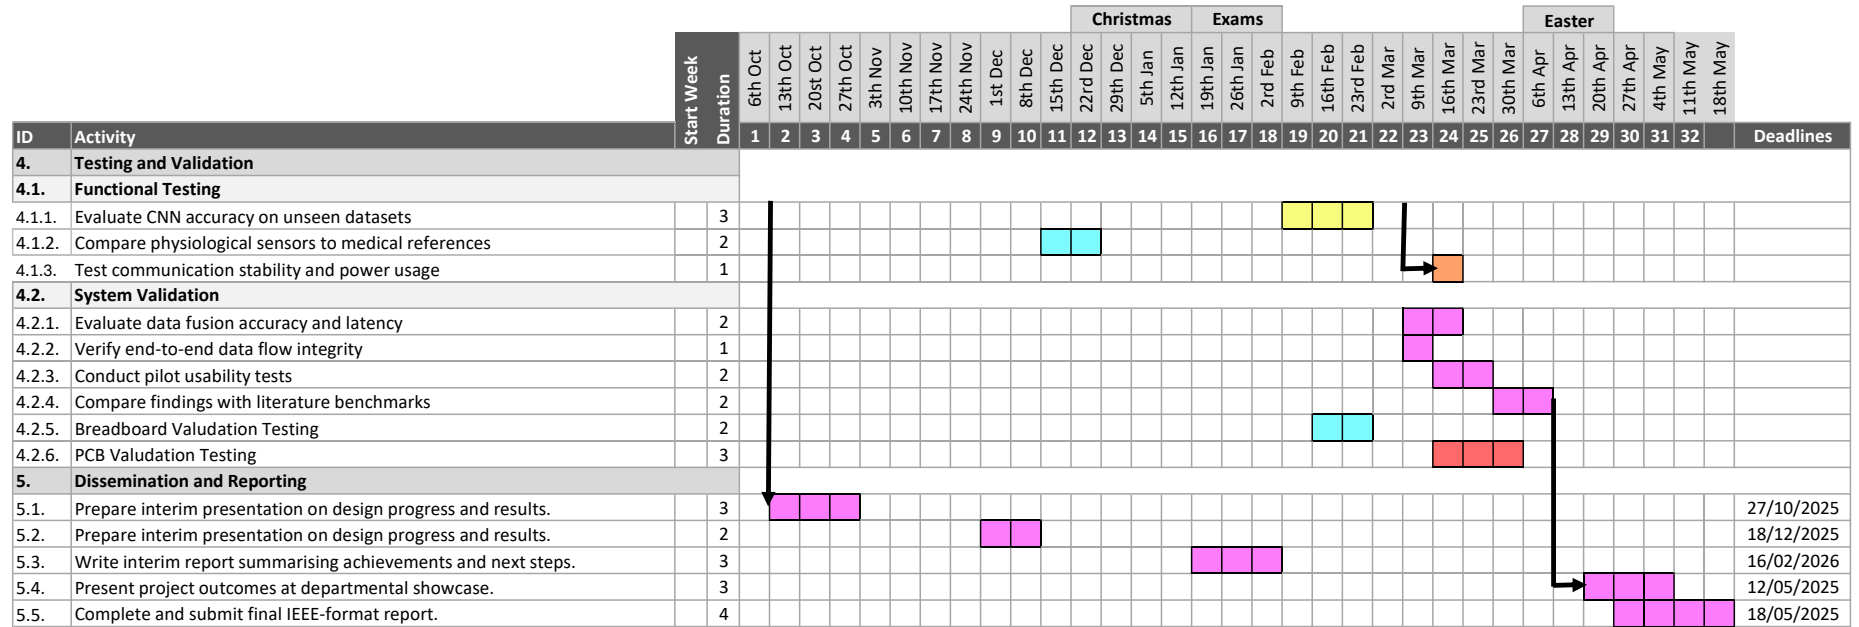 Christmas Exams Easter
Start Week Duration 6th Oct 13th Oct 20st Oct 27th Oct 3th Nov 10th Nov 17th Nov 24th Nov 1st Dec 8th Dec 15th Dec 22rd Dec 29th Dec 5th Jan 12th Jan 19th Jan 26th Jan 2rd Feb 9th Feb 16th Feb 23rd Feb 2rd Mar 9th Mar 16th Mar 23rd Mar 30th Mar 6th Apr 13th Apr 20th Apr 27th Apr 4th May 11th May 18th May
ID Activity 1 2 3 4 5 6 7 8 9 10 11 12 13 14 15 16 17 18 19 20 21 22 23 24 25 26 27 28 29 30 31 32 Deadlines
4. Testing and Validation
4.1. Functional Testing
4.1.1. Evaluate CNN accuracy on unseen datasets 3
4.1.2. Compare physiological sensors to medical references 2
4.1.3. Test communication stability and power usage 1
4.2. System Validation
4.2.1. Evaluate data fusion accuracy and latency 2
4.2.2. Verify end-to-end data flow integrity 1
4.2.3. Conduct pilot usability tests 2
4.2.4. Compare findings with literature benchmarks 2
4.2.5. Breadboard Valudation Testing 2
4.2.6. PCB Valudation Testing 3
5. Dissemination and Reporting
5.1. Prepare interim presentation on design progress and results. 3 27/10/2025
5.2. Prepare interim presentation on design progress and results. 2 18/12/2025
5.3. Write interim report summarising achievements and next steps. 3 16/02/2026
5.4. Present project outcomes at departmental showcase. 3 12/05/2025
5.5. Complete and submit final IEEE-format report. 4 18/05/2025